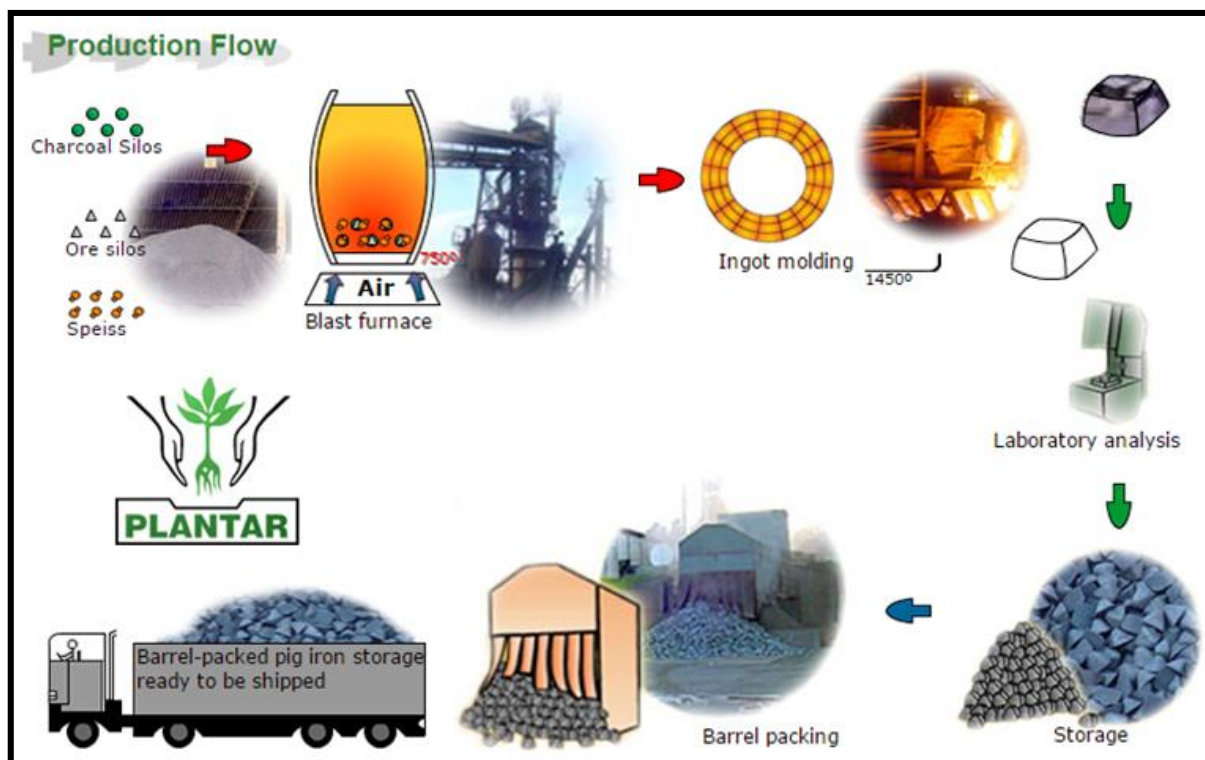 Production Flow
Charcoal Silos
Ore silos
Speiss
750º
Air
Blast furnace
Ingot molding
1450º
Laboratory analysis
PLANTAR
Barrel-packed pig iron storage
ready to be shipped
Barrel packing
Storage